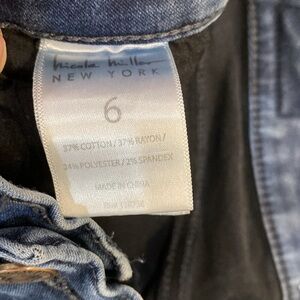 nicole miller
NEW YORK
6
37% COTTON / 37% RAYON /
24% POLYESTER / 2% SPANDEX
MADE IN CHINA